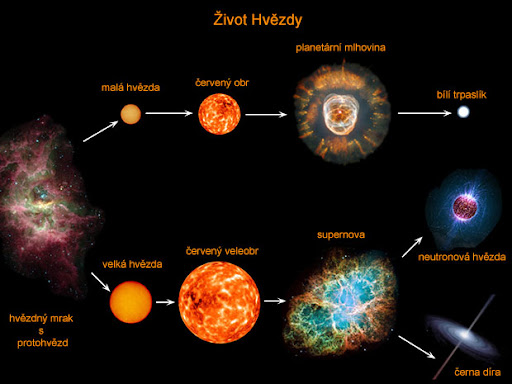 Život Hvězdy
planetární mlhovina
malá hvězda
červený obr
bílí trpaslík
velká hvězda
červený veleobr
supernova
neutronová hvězda
hvězdný mrak
s
protohvězd
černa díra